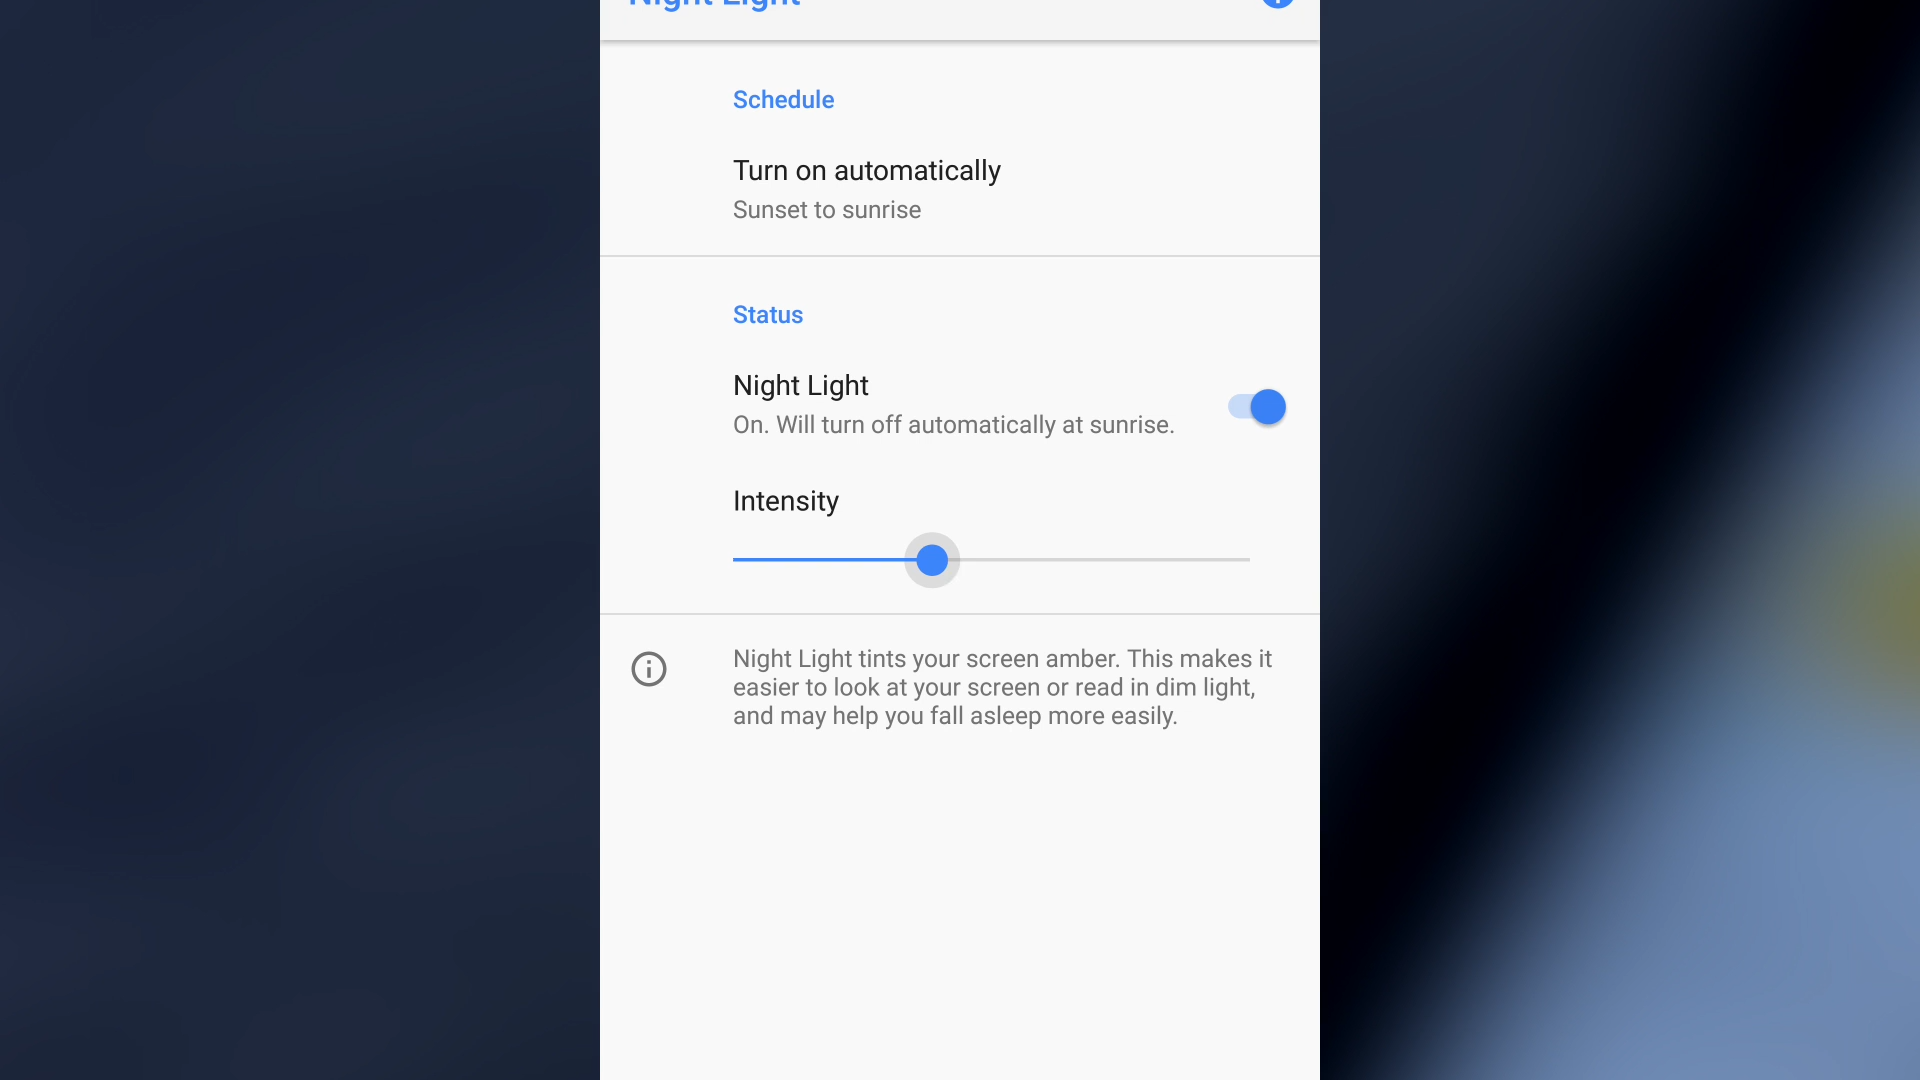 Night Light
Schedule
Turn on automatically
Sunset to sunrise
Status
Night Light
On. Will turn off automatically at sunrise.
Intensity
Night Light tints your screen amber. This makes it
easier to look at your screen or read in dim light,
and may help you fall asleep more easily.